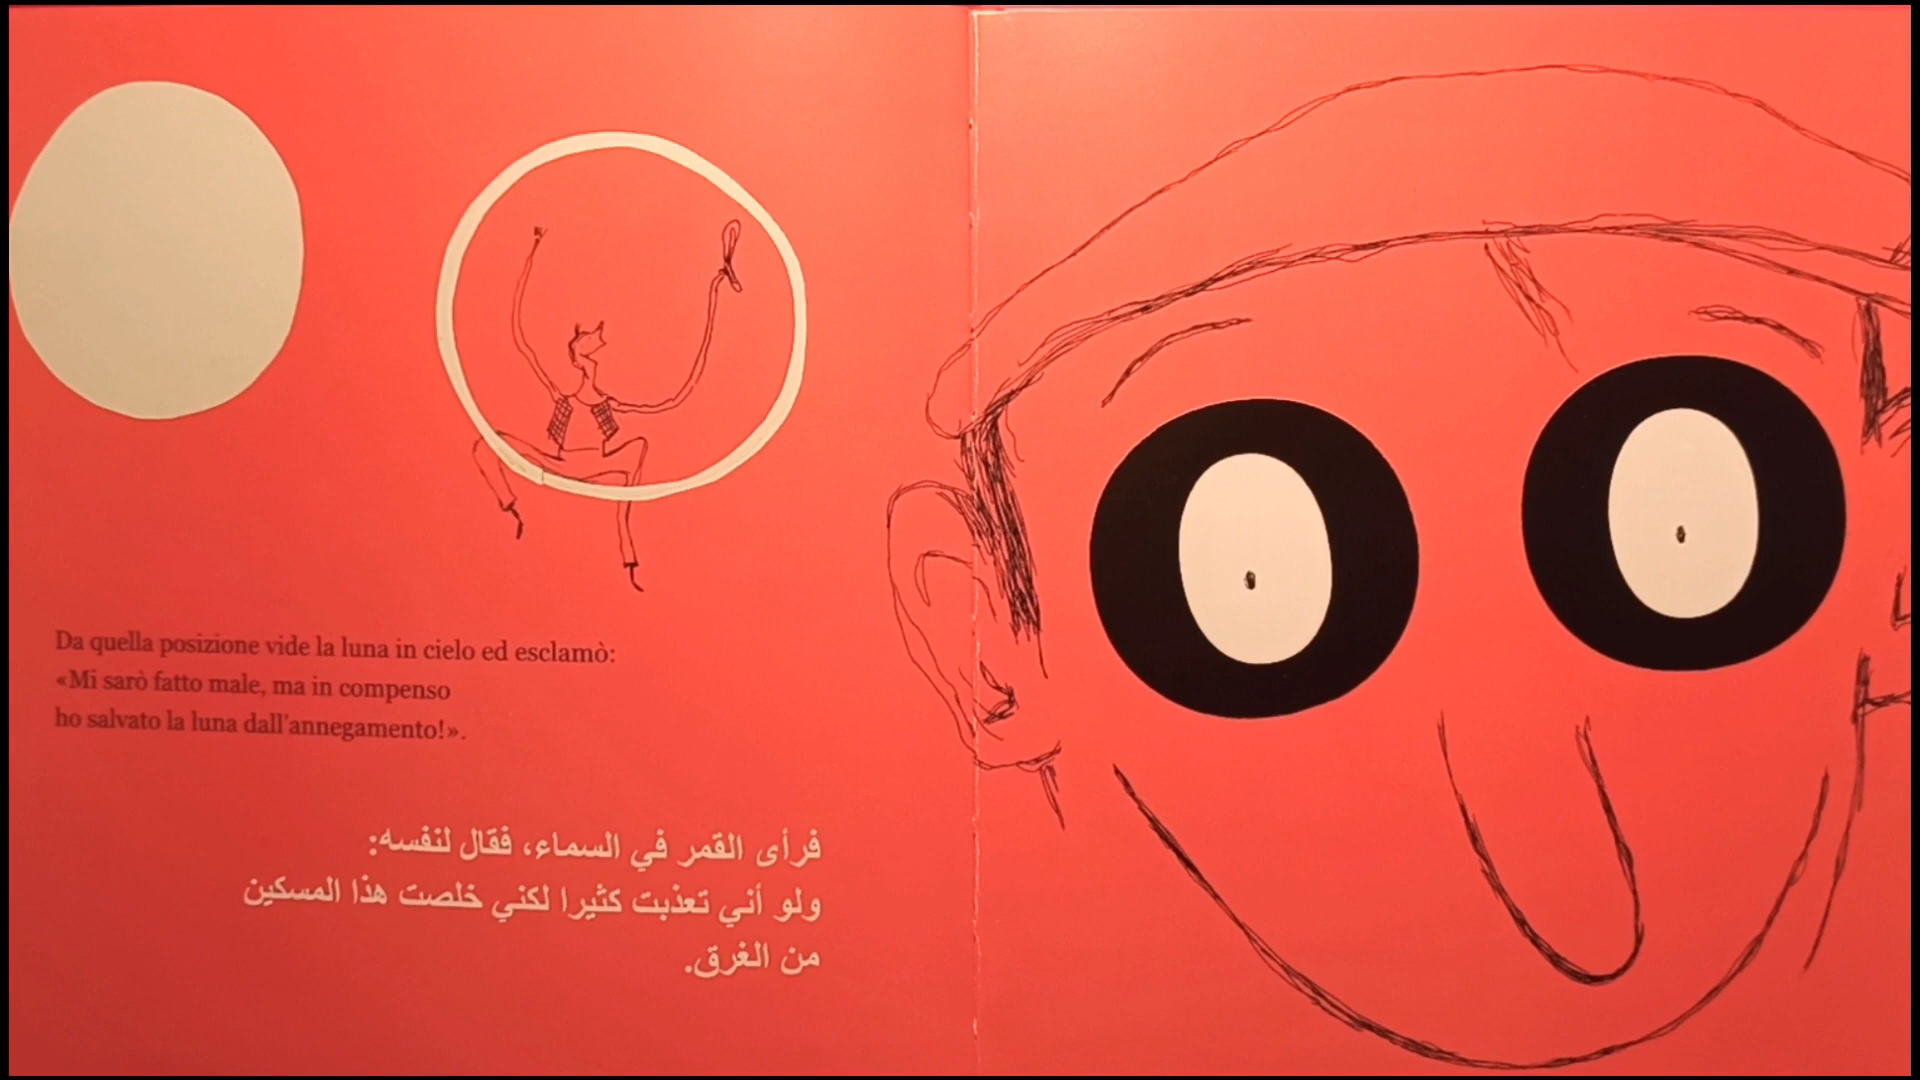 Da quella posizione vide la luna in cielo ed esclamò:
«Mi sarò fatto male, ma in compenso
ho salvato la luna dall'annegamento!».
فرأى القمر في السماء، فقال لنفسه:
ولو أني تعذبت كثيرا لكني خلصت هذا المسكين
من الغرق.